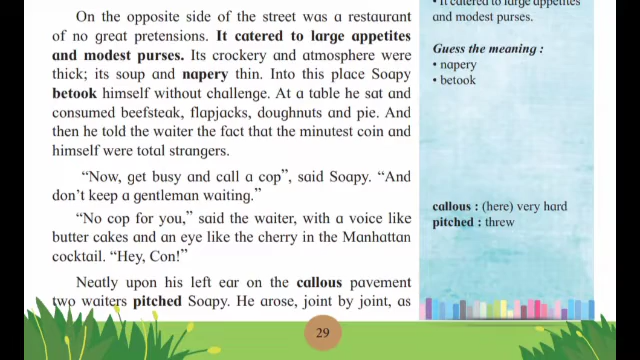 On the opposite side of the street was a restaurant
of no great pretensions. It catered to large appetites
and modest purses. Its crockery and atmosphere were
thick; its soup and napery thin. Into this place Soapy
betook himself without challenge. At a table he sat and
consumed beefsteak, flapjacks, doughnuts and pie. And
then he told the waiter the fact that the minutest coin and
himself were total strangers.
“Now, get busy and call a cop”, said Soapy. “And
don’t keep a gentleman waiting.”
“No cop for you,” said the waiter, with a voice like
butter cakes and an eye like the cherry in the Manhattan
cocktail. “Hey, Con!”
Neatly upon his left ear on the callous pavement
two waiters pitched Soapy. He arose, joint by joint, as
• It catered to large appetites
and modest purses.
Guess the meaning :
• napery
• betook
callous : (here) very hard
pitched : threw
29